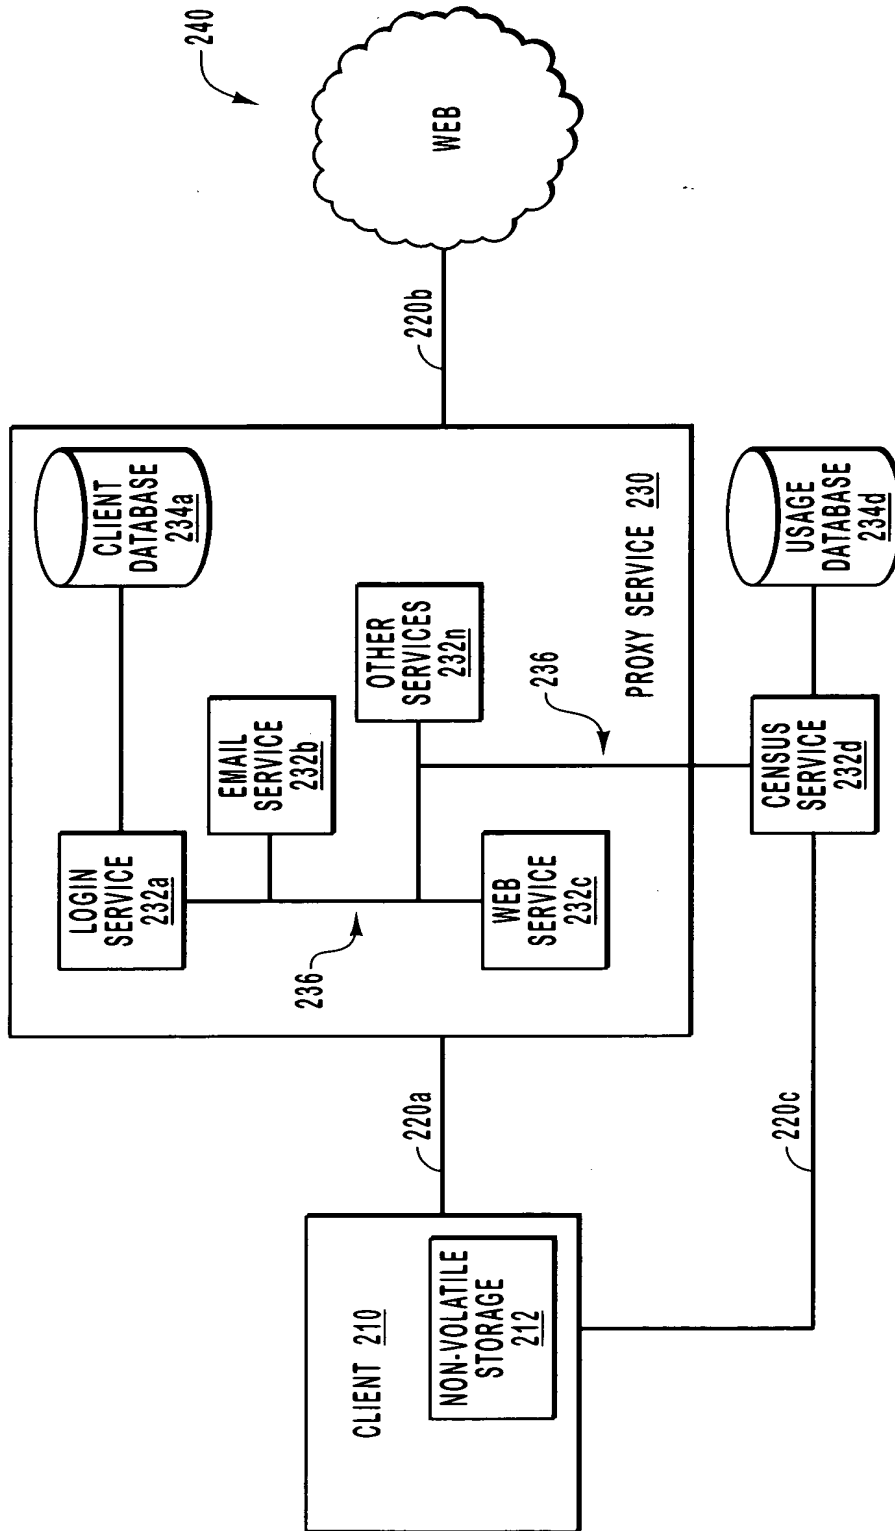 CLIENT 210
NON-VOLATILE
STORAGE
212
220a
220c
LOGIN
SERVICE
232a
CLIENT
DATABASE
234a
EMAIL
SERVICE
232b
OTHER
SERVICES
232n
236
WEB
SERVICE
232c
236
PROXY SERVICE 230
CENSUS
SERVICE
232d
USAGE
DATABASE
234d
220b
WEB
240